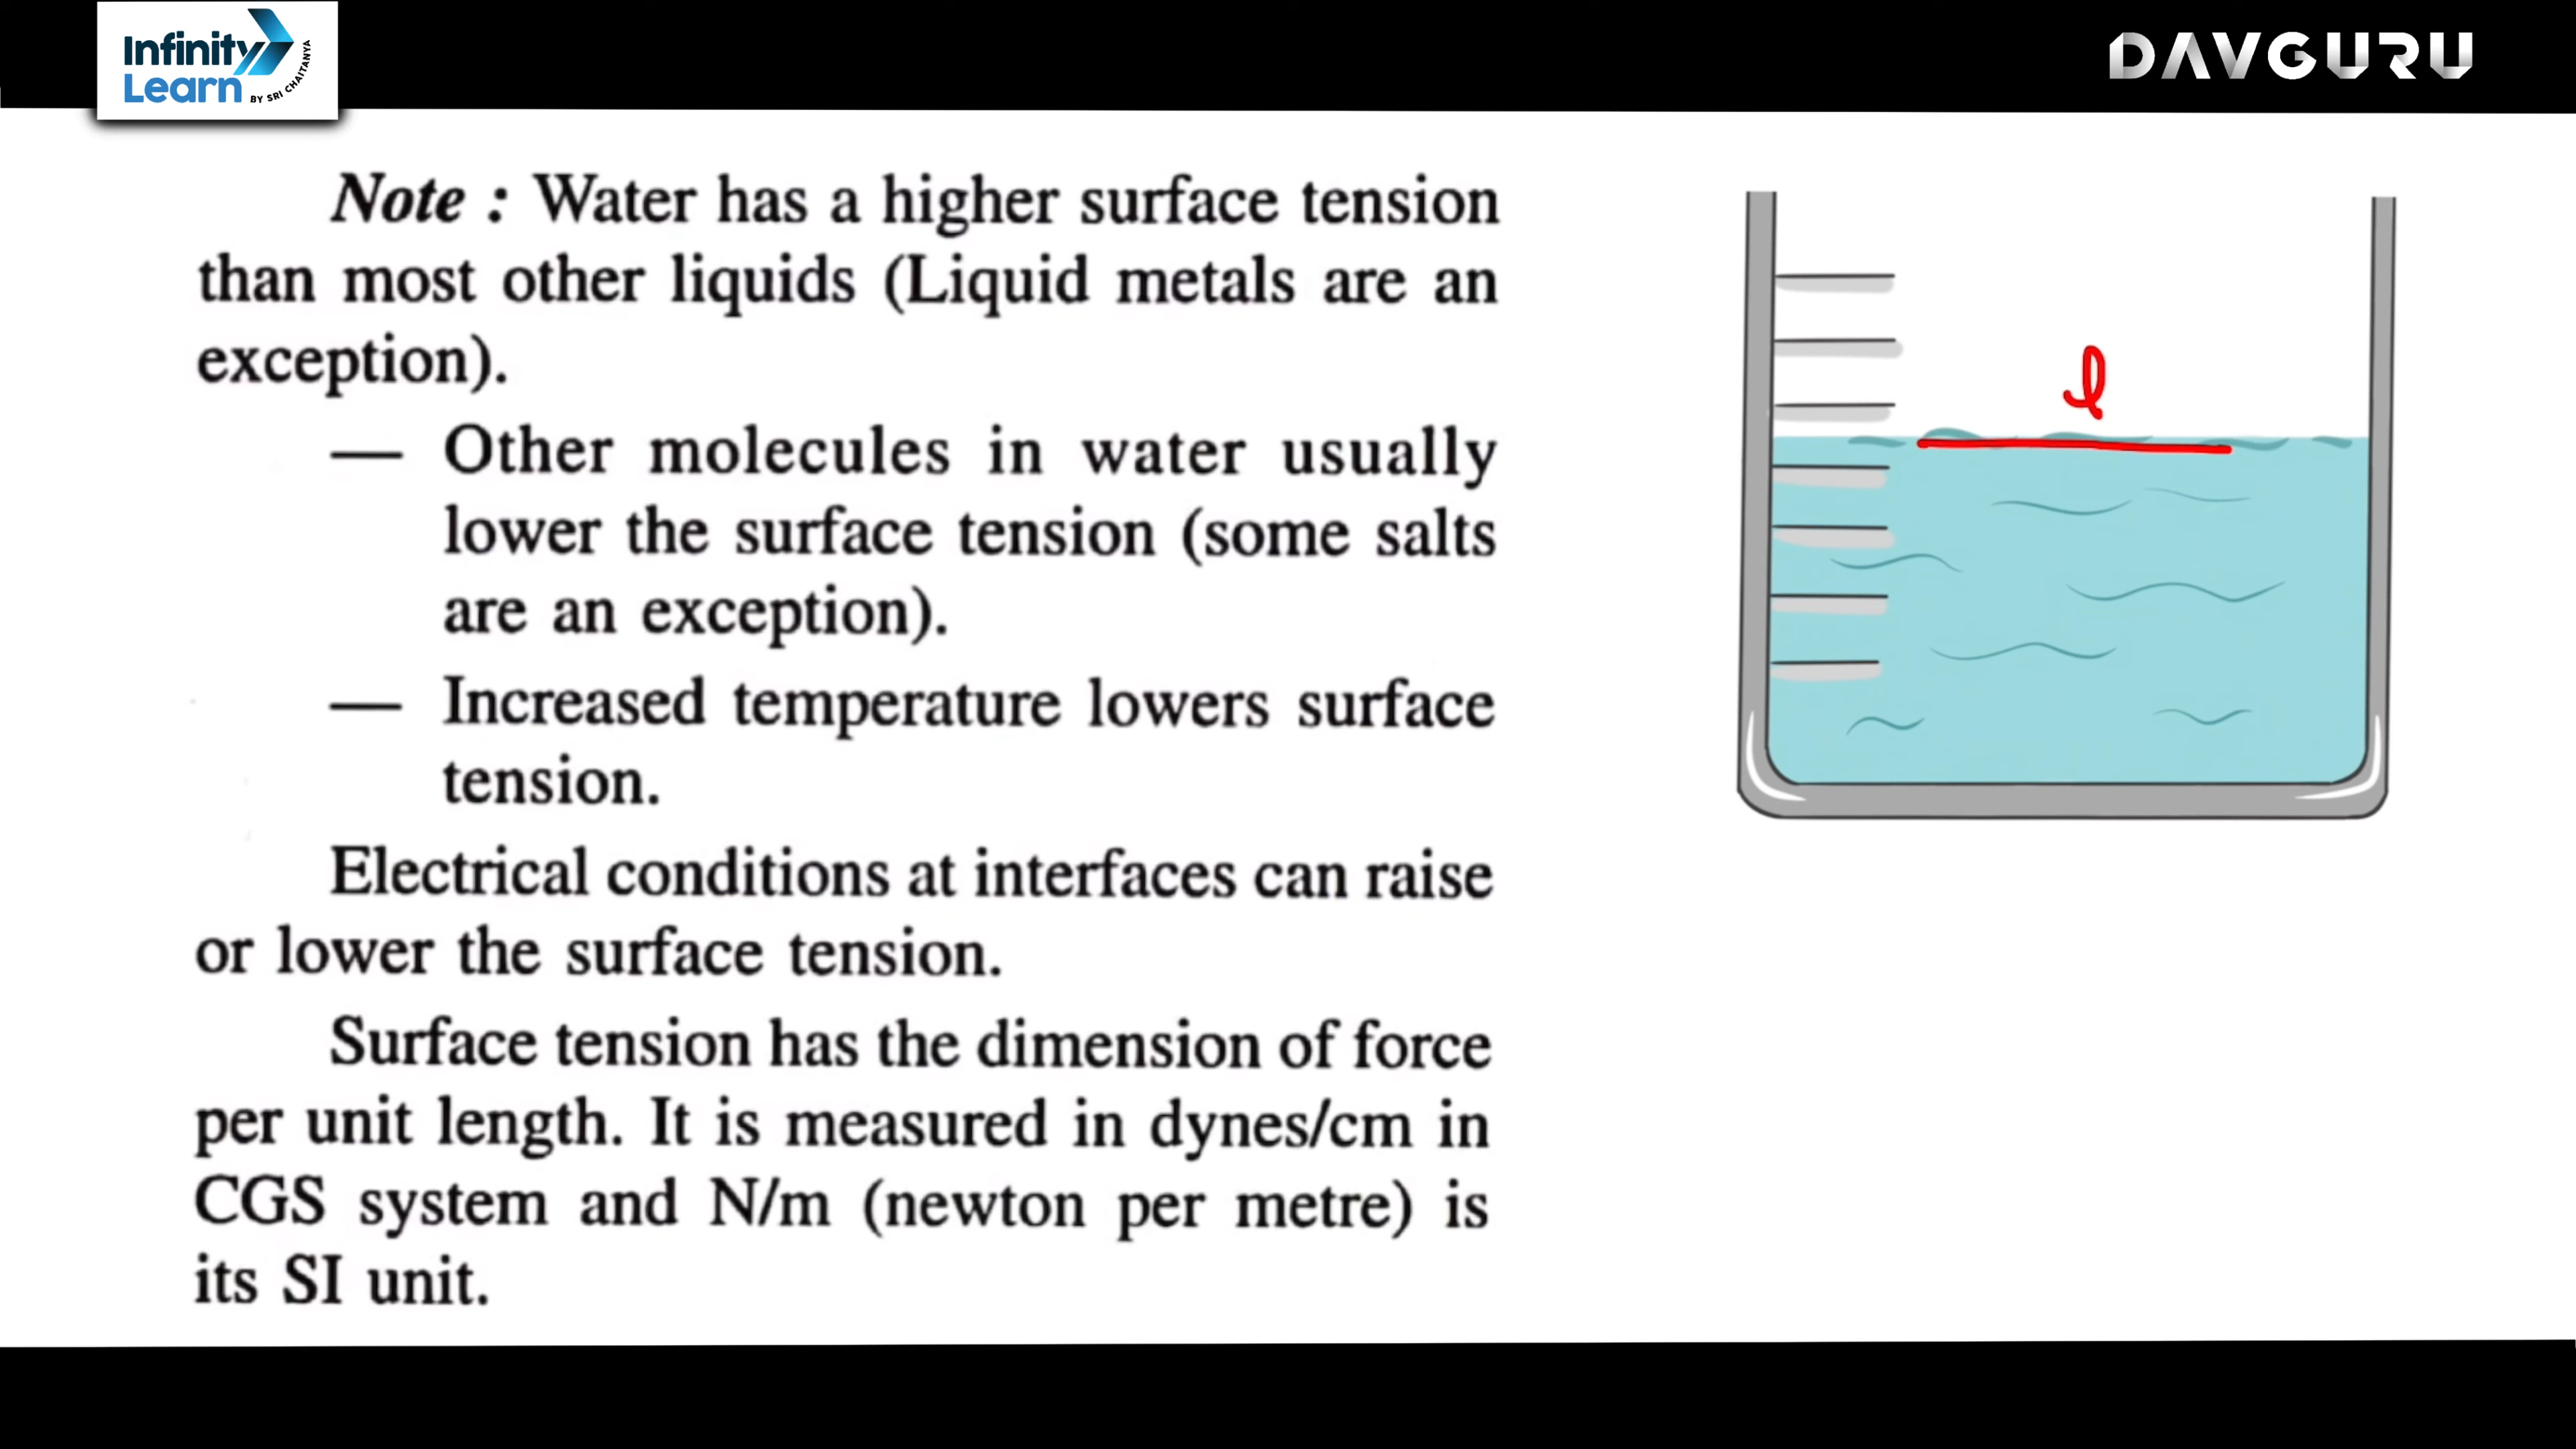 Infinity
Learn
BY SRI CHAITANYA
DAVGURU
Note : Water has a higher surface tension
than most other liquids (Liquid metals are an
exception).
— Other molecules in water usually
lower the surface tension (some salts
are an exception).
— Increased temperature lowers surface
tension.
Electrical conditions at interfaces can raise
or lower the surface tension.
Surface tension has the dimension of force
per unit length. It is measured in dynes/cm in
CGS system and N/m (newton per metre) is
its SI unit.
l